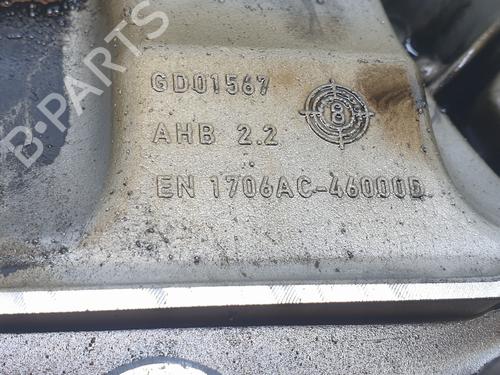 B-PARTS
GD01567
8
AHB 2.2
EN 1706AC-46000D